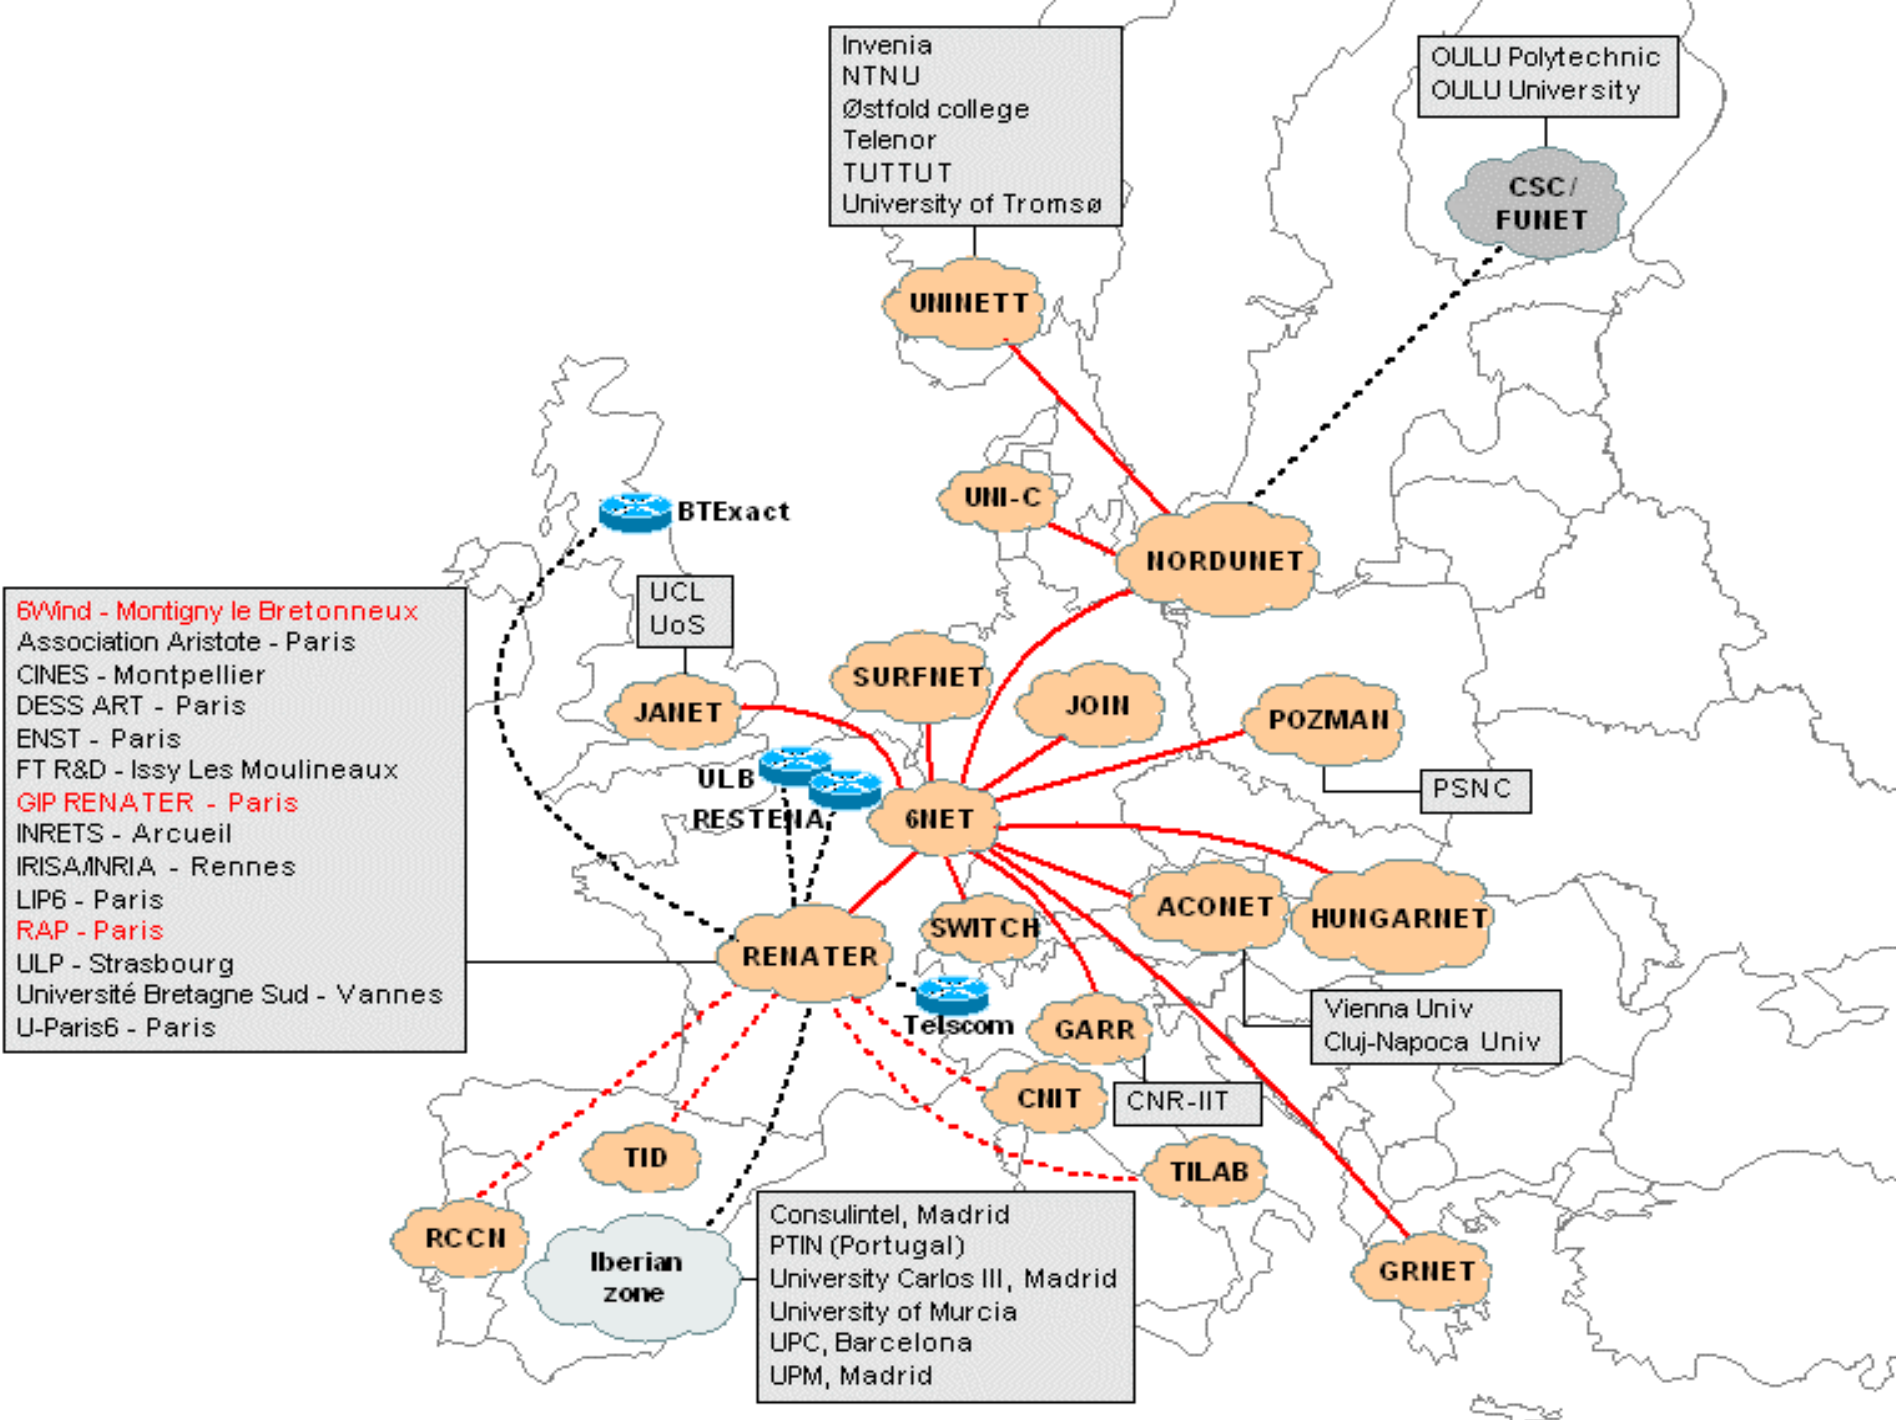 Invenia
NTNU
Østfold college
Telenor
TUTTUT
University of Tromsø
OULU Polytechnic
OULU University
CSC/
FUNET
UNINETT
UNI-C
BTExact
NORDUNET
UCL
UoS
6Wind - Montigny le Bretonneux
Association Aristote - Paris
CINES - Montpellier
DESS ART - Paris
ENST - Paris
FT R&D - Issy Les Moulineaux
GIP RENATER - Paris
INRETS - Arcueil
IRISA/INRIA - Rennes
LIP6 - Paris
RAP - Paris
ULP - Strasbourg
Université Bretagne Sud - Vannes
U-Paris6 - Paris
SURFNET
JANET
JOIN
POZMAN
ULB
PSNC
RESTENA
6NET
ACONET
HUNGARNET
SWITCH
RENATER
Vienna Univ
Cluj-Napoca Univ
Telscom
GARR
CNIT
CNR-IIT
TID
TILAB
RCCN
Iberian
zone
Consulintel, Madrid
PTIN (Portugal)
University Carlos III, Madrid
University of Murcia
UPC, Barcelona
UPM, Madrid
GRNET